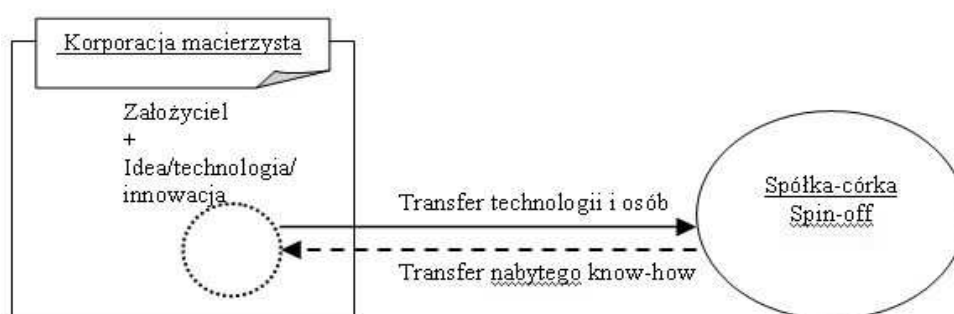 Korporacja macierzysta
Założyciel
+
Idea/technologia/
innowacja
Transfer technologii i osób
Transfer nabytego know-how
Spółka-córka
Spin-off